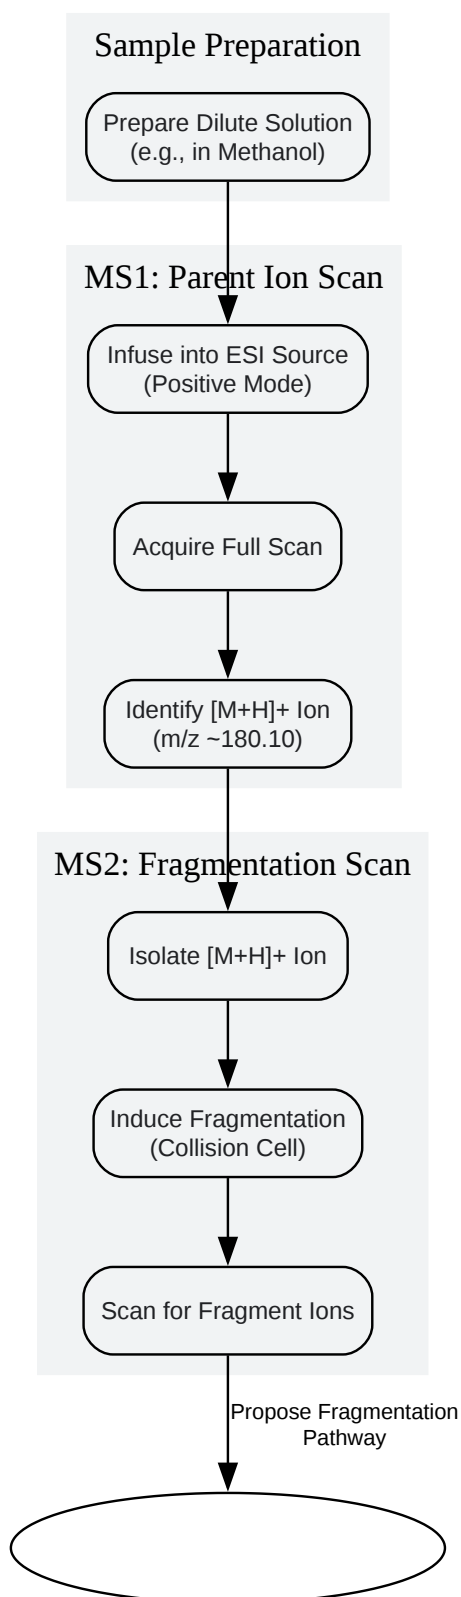 Sample Preparation
Prepare Dilute Solution
(e.g., in Methanol)
MS1: Parent Ion Scan
Infuse into ESI Source
(Positive Mode)
Acquire Full Scan
Identify [M+H]+ Ion
(m/z ~180.10)
MS2: Fragmentation Scan
Isolate [M+H]+ Ion
Induce Fragmentation
(Collision Cell)
Scan for Fragment Ions
Propose Fragmentation
Pathway